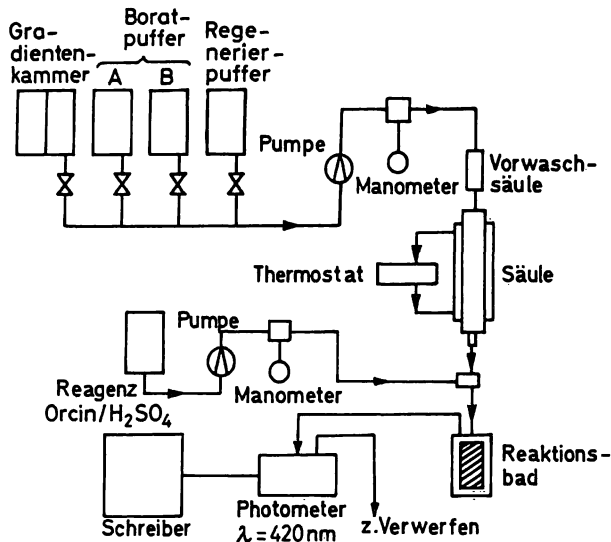 Gra-
dienten-
kammer
Borat-
puffer
A B
Rege-
nerier-
puffer
Pumpe
Manometer
Vorwasch-
säule
Thermostat
Säule
Pumpe
Manometer
Reagenz
Orcin/H₂SO₄
Reaktions-
bad
Schreiber
Photometer
λ = 420 nm
z. Verwerfen